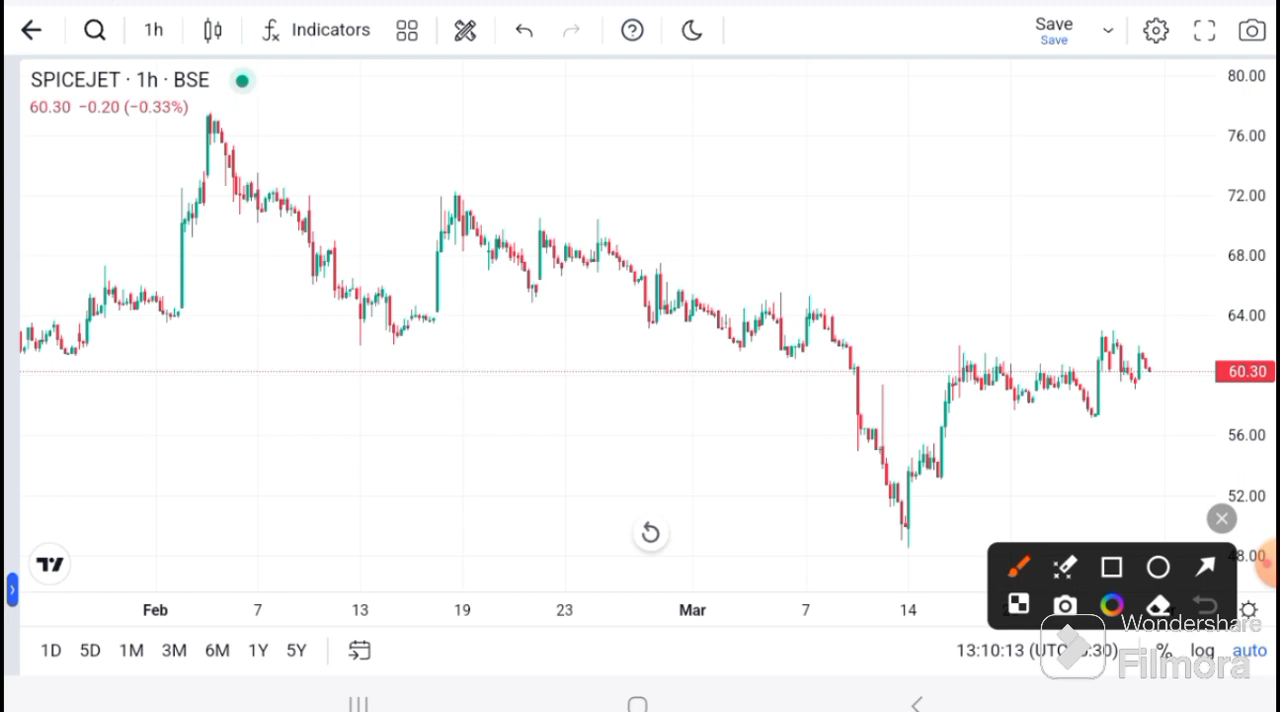 1h
Indicators
Save
Save
SPICEJET · 1h · BSE
60.30 −0.20 (−0.33%)
80.00
76.00
72.00
68.00
64.00
60.30
56.00
52.00
48.00
Feb 7 13 19 23 Mar 7 14
1D 5D 1M 3M 6M 1Y 5Y
13:10:13 (UTC
% log auto
Wondershare
Filmora